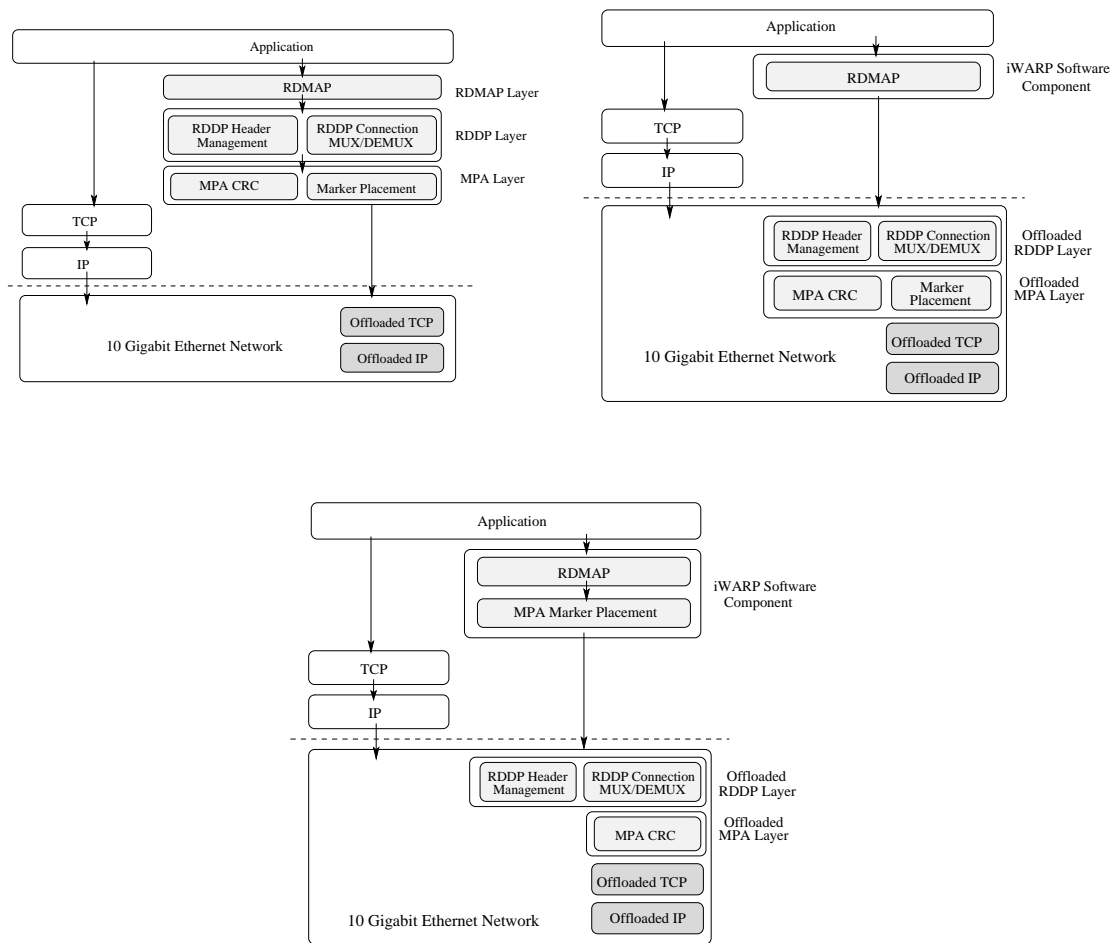 Application
RDMAP
RDMAP Layer
RDDP Header
Management
RDDP Connection
MUX/DEMUX
RDDP Layer
MPA CRC
Marker Placement
MPA Layer
TCP
IP
Offloaded TCP
10 Gigabit Ethernet Network
Offloaded IP
Application
RDMAP
iWARP Software
Component
TCP
IP
RDDP Header
Management
RDDP Connection
MUX/DEMUX
Offloaded
RDDP Layer
MPA CRC
Marker
Placement
Offloaded
MPA Layer
Offloaded TCP
10 Gigabit Ethernet Network
Offloaded IP
Application
RDMAP
MPA Marker Placement
iWARP Software
Component
TCP
IP
RDDP Header
Management
RDDP Connection
MUX/DEMUX
Offloaded
RDDP Layer
MPA CRC
Offloaded
MPA Layer
Offloaded TCP
10 Gigabit Ethernet Network
Offloaded IP